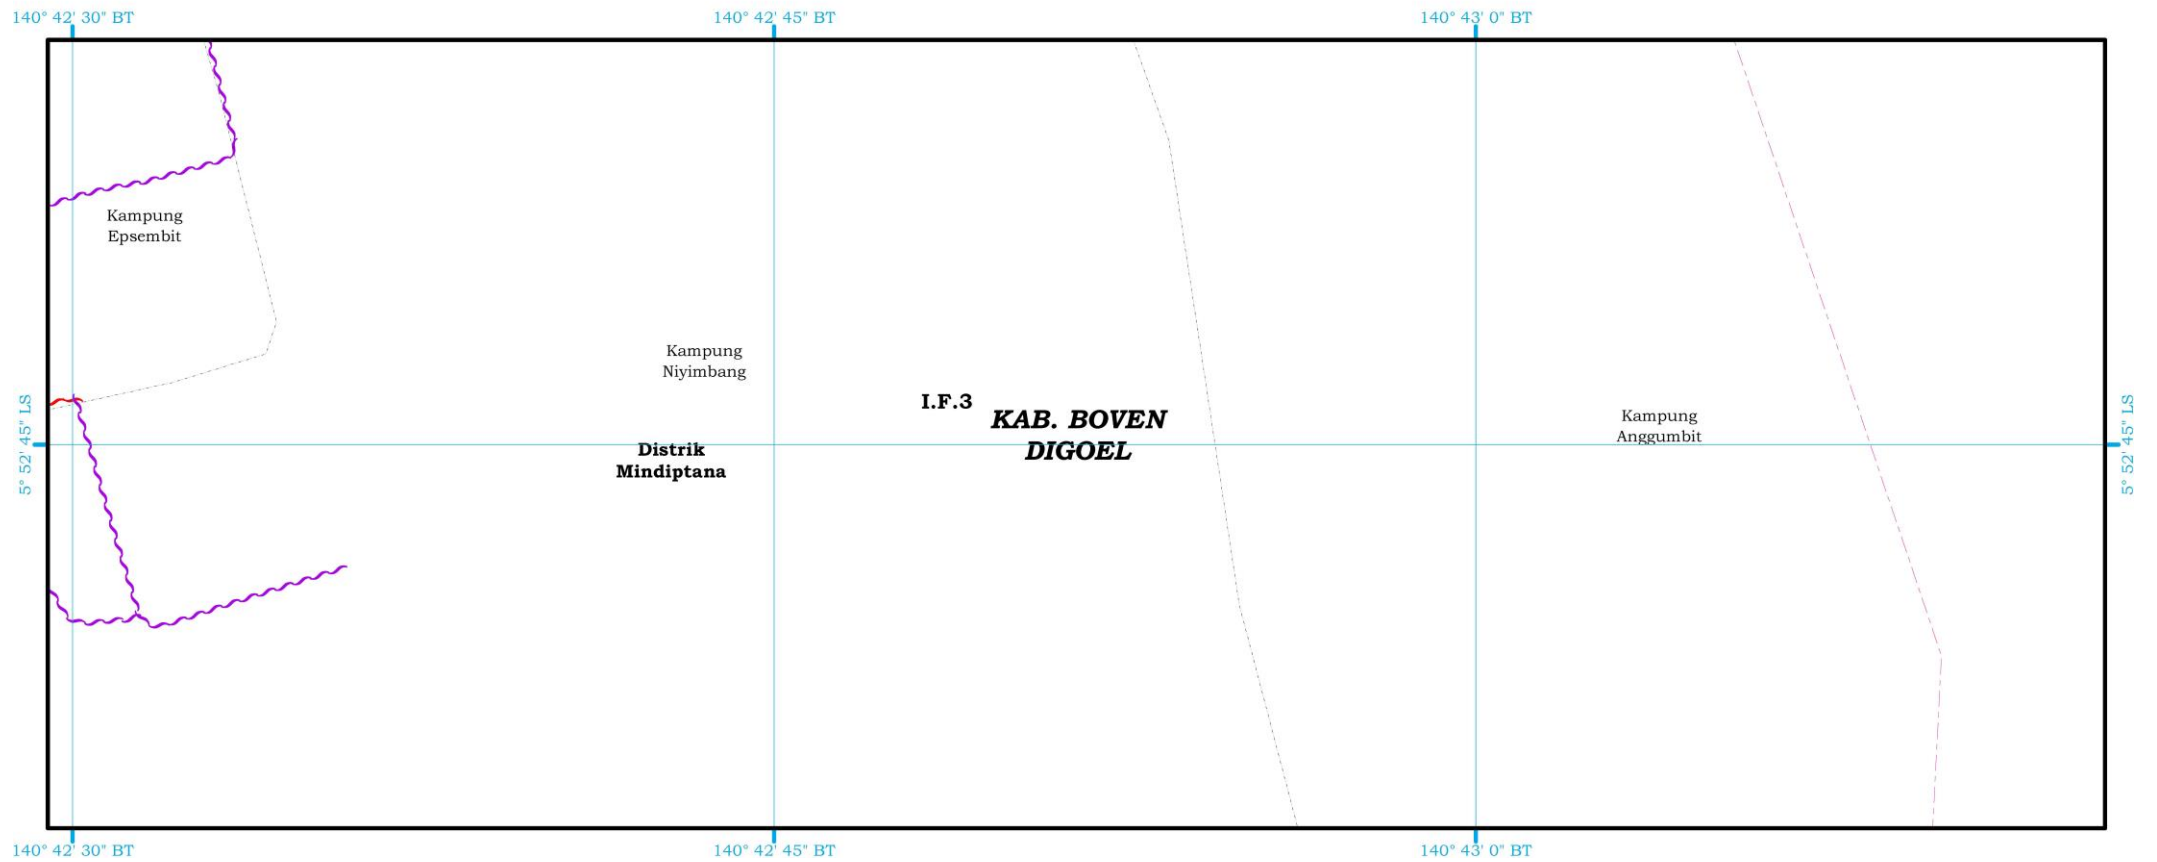 140° 42' 30" BT
140° 42' 45" BT
140° 43' 0" BT
Kampung
Epsembit
Kampung
Niyimbang
I.F.3
KAB. BOVEN
DIGOEL
Kampung
Anggumbit
Distrik
Mindiptana
5° 52' 45" LS
5° 52' 45" LS
140° 42' 30" BT
140° 42' 45" BT
140° 43' 0" BT